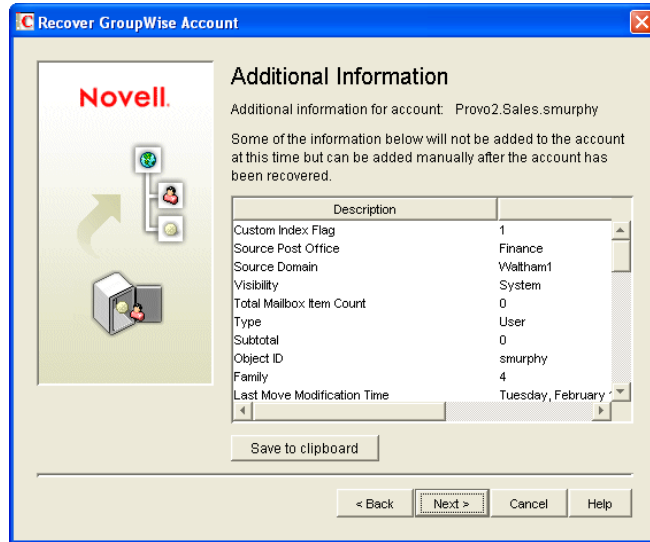 Recover GroupWise Account
Novell.
Additional Information
Additional information for account: Provo2.Sales.smurphy
Some of the information below will not be added to the account
at this time but can be added manually after the account has
been recovered.
Description
Custom Index Flag 1
Source Post Office Finance
Source Domain Waltham1
Visibility System
Total Mailbox Item Count 0
Type User
Subtotal 0
Object ID smurphy
Family 4
Last Move Modification Time Tuesday, February
Save to clipboard
< Back Next > Cancel Help